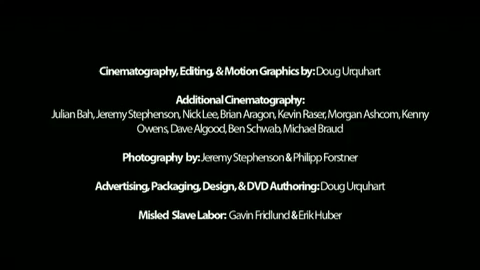 Cinematography, Editing, & Motion Graphics by: Doug Urquhart
Additional Cinematography:
Julian Bah, Jeremy Stephenson, Nick Lee, Brian Aragon, Kevin Raser, Morgan Ashcom, Kenny
Owens, Dave Algood, Ben Schwab, Michael Braud
Photography by: Jeremy Stephenson & Philipp Forstner
Advertising, Packaging, Design, & DVD Authoring: Doug Urquhart
Misled Slave Labor: Gavin Fridlund & Erik Huber